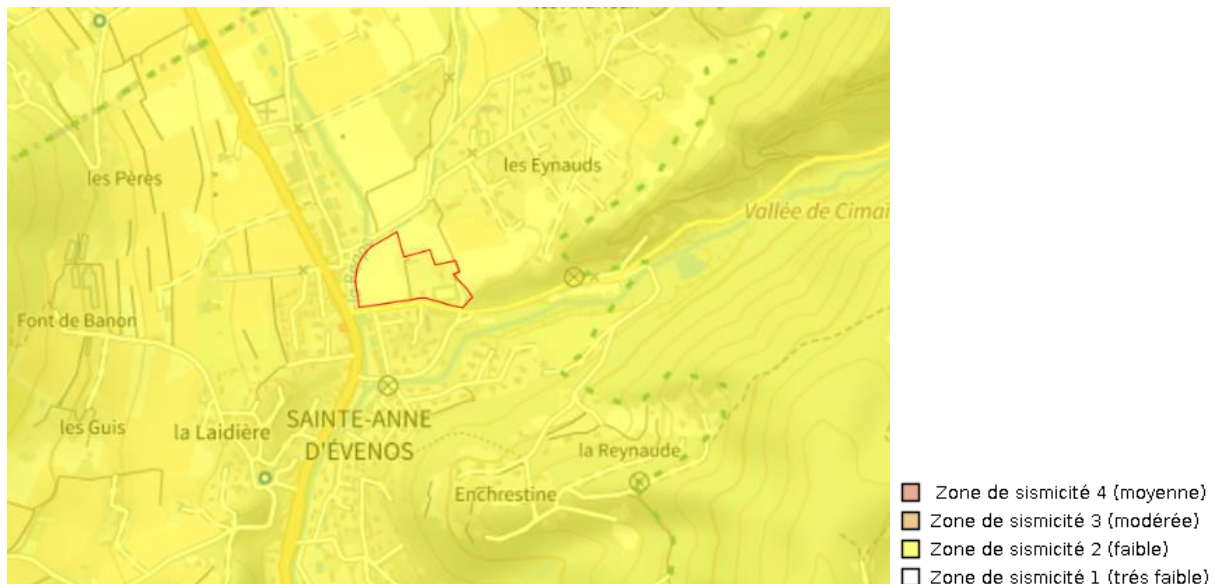 les Eynauds
les Pères
Vallée de Cimai
Font de Banon
les Guis
la Laidière
SAINTE-ANNE
D'ÉVENOS
la Reynaude
Enchrestine
Zone de sismicité 4 (moyenne)
Zone de sismicité 3 (modérée)
Zone de sismicité 2 (faible)
Zone de sismicité 1 (trés faible)